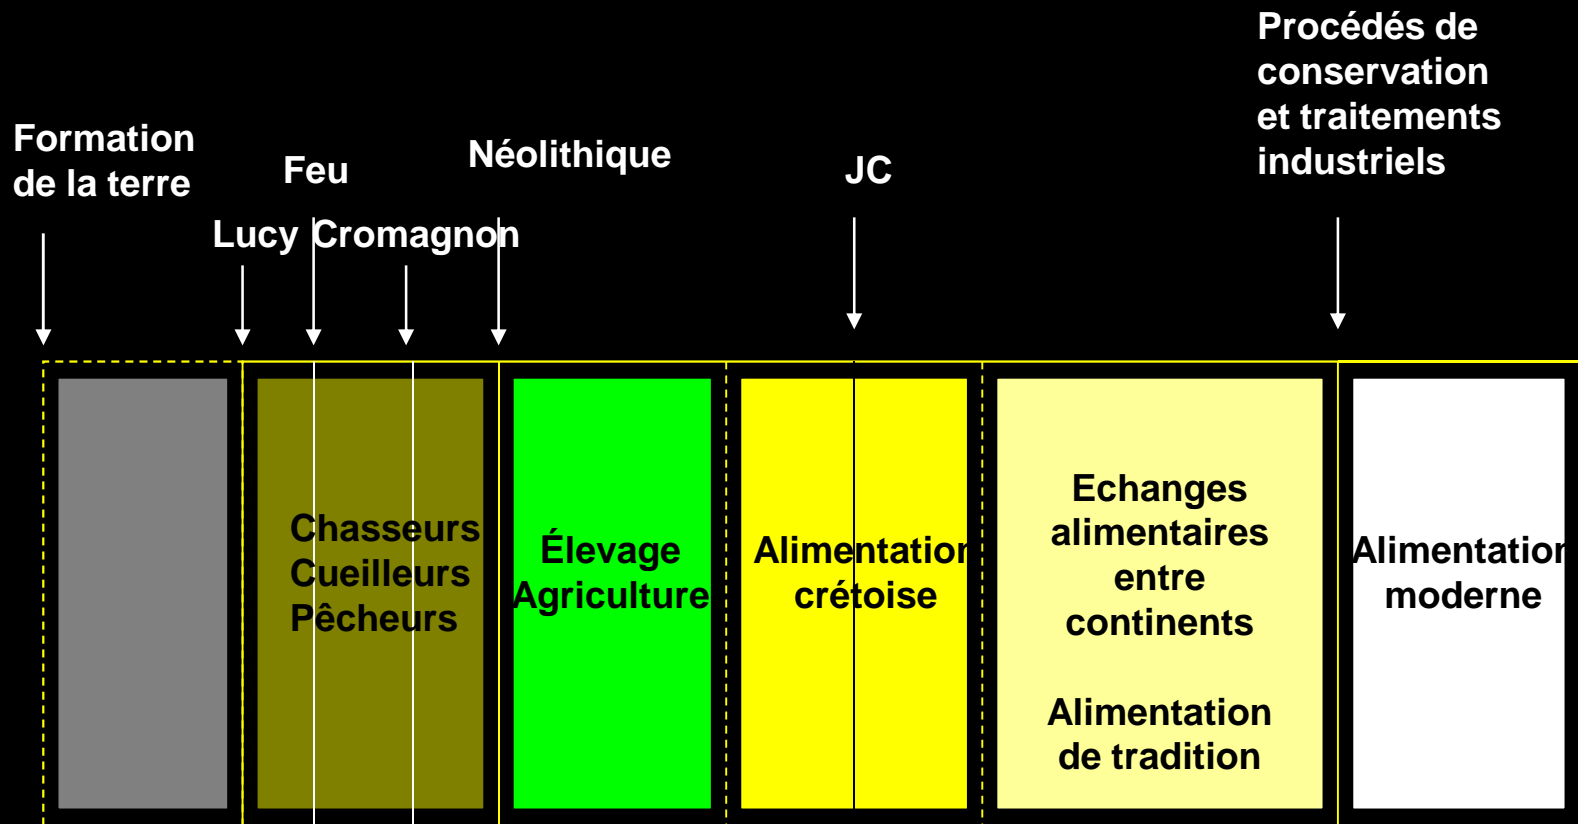 Procédés de
conservation
et traitements
industriels
Formation
de la terre
Feu
Néolithique
JC
Lucy
Cromagnon
Chasseurs
Cueilleurs
Pêcheurs
Élevage
Agriculture
Alimentation
crétoise
Echanges
alimentaires
entre
continents
Alimentation
de tradition
Alimentation
moderne